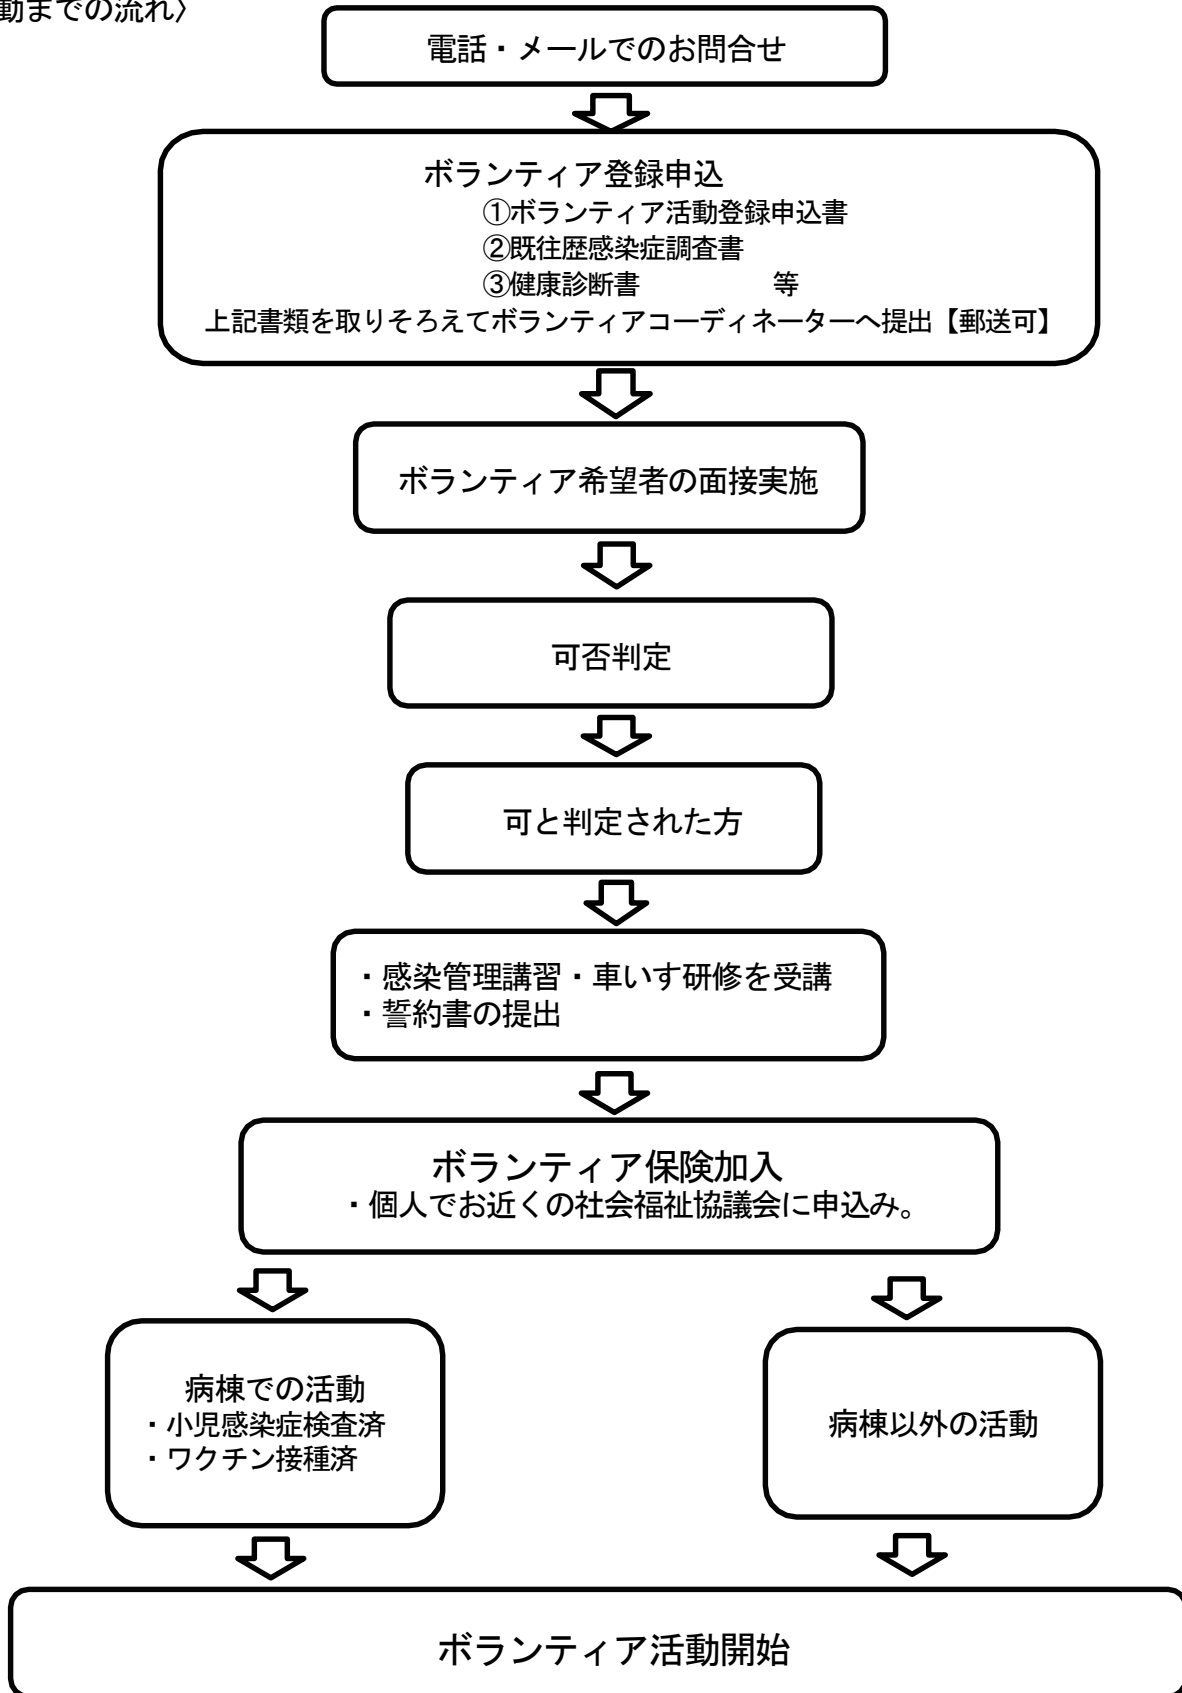 動までの流れ〉
電話・メールでのお問合せ
ボランティア登録申込
①ボランティア活動登録申込書
②既往歴感染症調査書
③健康診断書　　　　　等
上記書類を取りそろえてボランティアコーディネーターへ提出【郵送可】
ボランティア希望者の面接実施
可否判定
可と判定された方
・感染管理講習・車いす研修を受講
・誓約書の提出
ボランティア保険加入
・個人でお近くの社会福祉協議会に申込み。
病棟での活動
・小児感染症検査済
・ワクチン接種済
病棟以外の活動
ボランティア活動開始